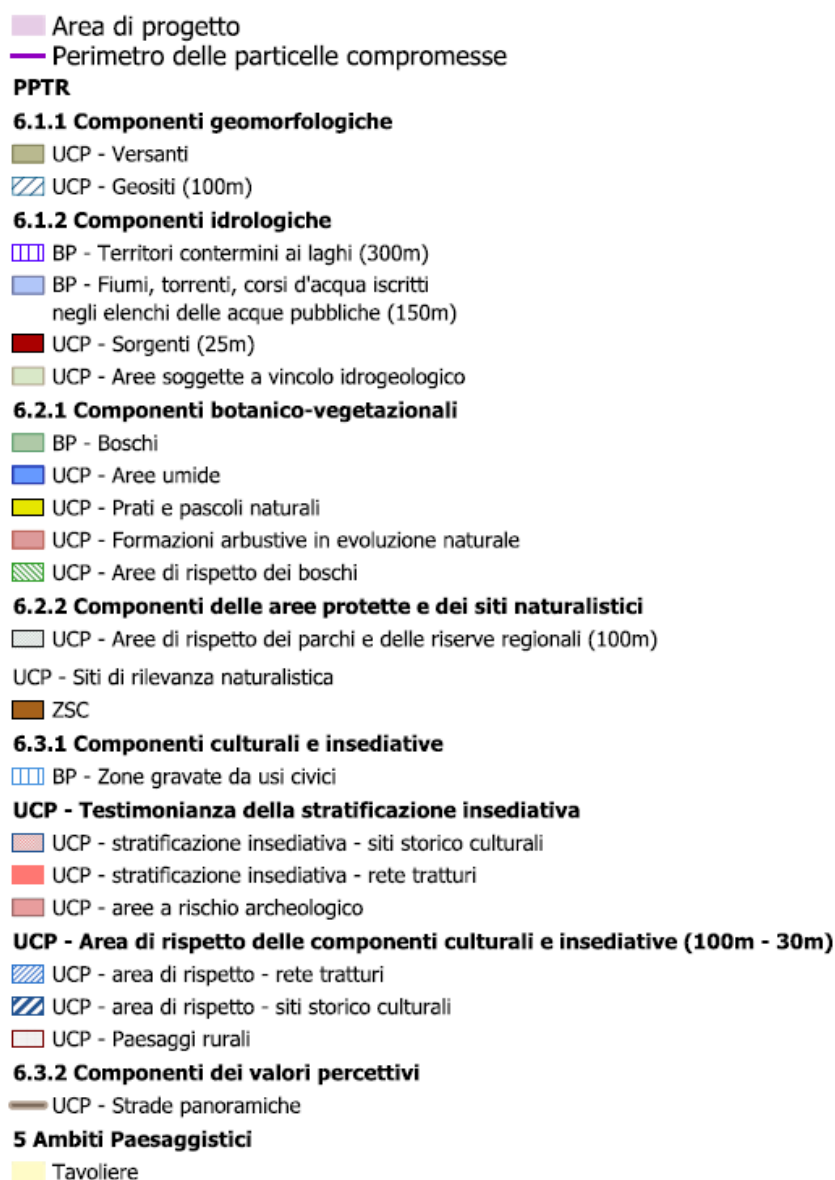 Area di progetto
Perimetro delle particelle compromesse
PPTR
6.1.1 Componenti geomorfologiche
UCP - Versanti
UCP - Geositi (100m)
6.1.2 Componenti idrologiche
BP - Territori contermini ai laghi (300m)
BP - Fiumi, torrenti, corsi d'acqua iscritti
negli elenchi delle acque pubbliche (150m)
UCP - Sorgenti (25m)
UCP - Aree soggette a vincolo idrogeologico
6.2.1 Componenti botanico-vegetazionali
BP - Boschi
UCP - Aree umide
UCP - Prati e pascoli naturali
UCP - Formazioni arbustive in evoluzione naturale
UCP - Aree di rispetto dei boschi
6.2.2 Componenti delle aree protette e dei siti naturalistici
UCP - Aree di rispetto dei parchi e delle riserve regionali (100m)
UCP - Siti di rilevanza naturalistica
ZSC
6.3.1 Componenti culturali e insediative
BP - Zone gravate da usi civici
UCP - Testimonianza della stratificazione insediativa
UCP - stratificazione insediativa - siti storico culturali
UCP - stratificazione insediativa - rete tratturi
UCP - aree a rischio archeologico
UCP - Area di rispetto delle componenti culturali e insediative (100m - 30m)
UCP - area di rispetto - rete tratturi
UCP - area di rispetto - siti storico culturali
UCP - Paesaggi rurali
6.3.2 Componenti dei valori percettivi
UCP - Strade panoramiche
5 Ambiti Paesaggistici
Tavoliere